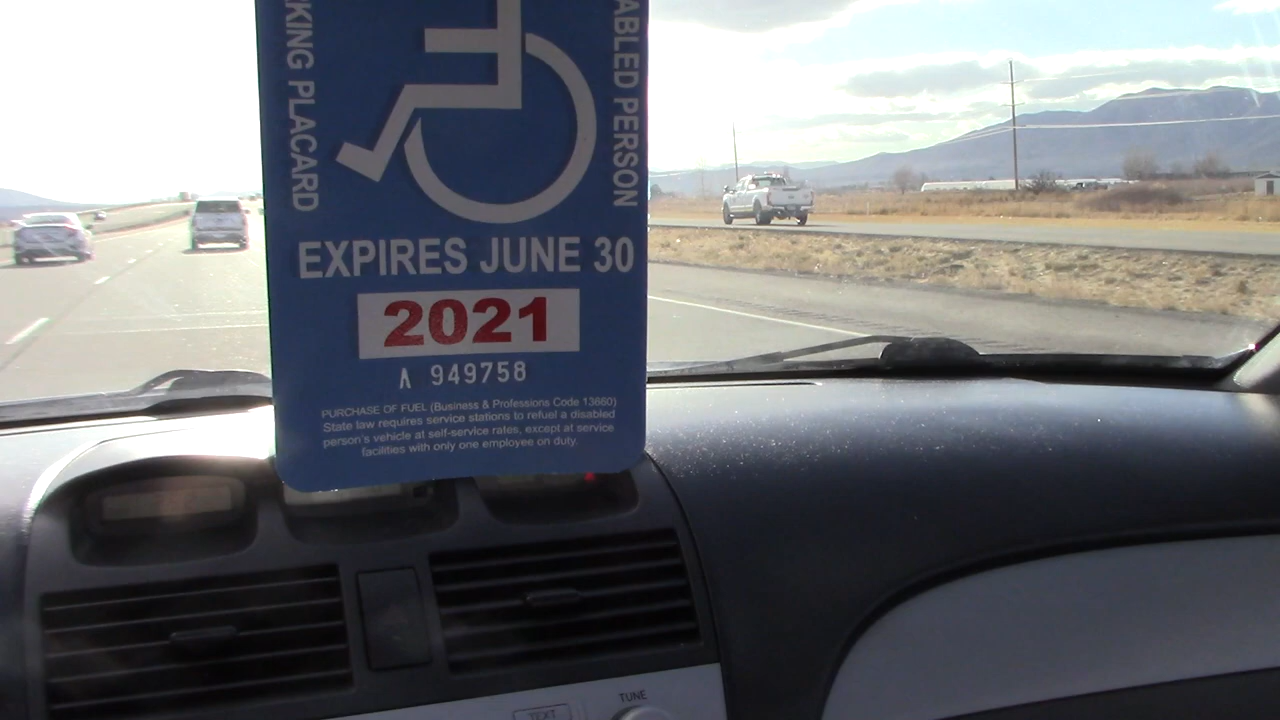 KING PLACARD
ABLED PERSON
EXPIRES JUNE 30
2021
A 949758
PURCHASE OF FUEL (Business & Professions Code 13660)
State law requires service stations to refuel a disabled
person's vehicle at self-service rates, except at service
facilities with only one employee on duty.
TUNE
TEXT